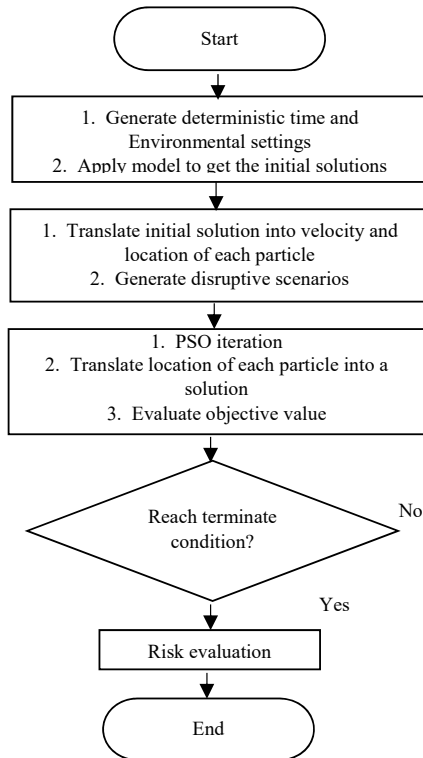 Start
1. Generate deterministic time and
Environmental settings
2. Apply model to get the initial solutions
1. Translate initial solution into velocity and
location of each particle
2. Generate disruptive scenarios
1. PSO iteration
2. Translate location of each particle into a
solution
3. Evaluate objective value
Reach terminate
condition?
No
Yes
Risk evaluation
End